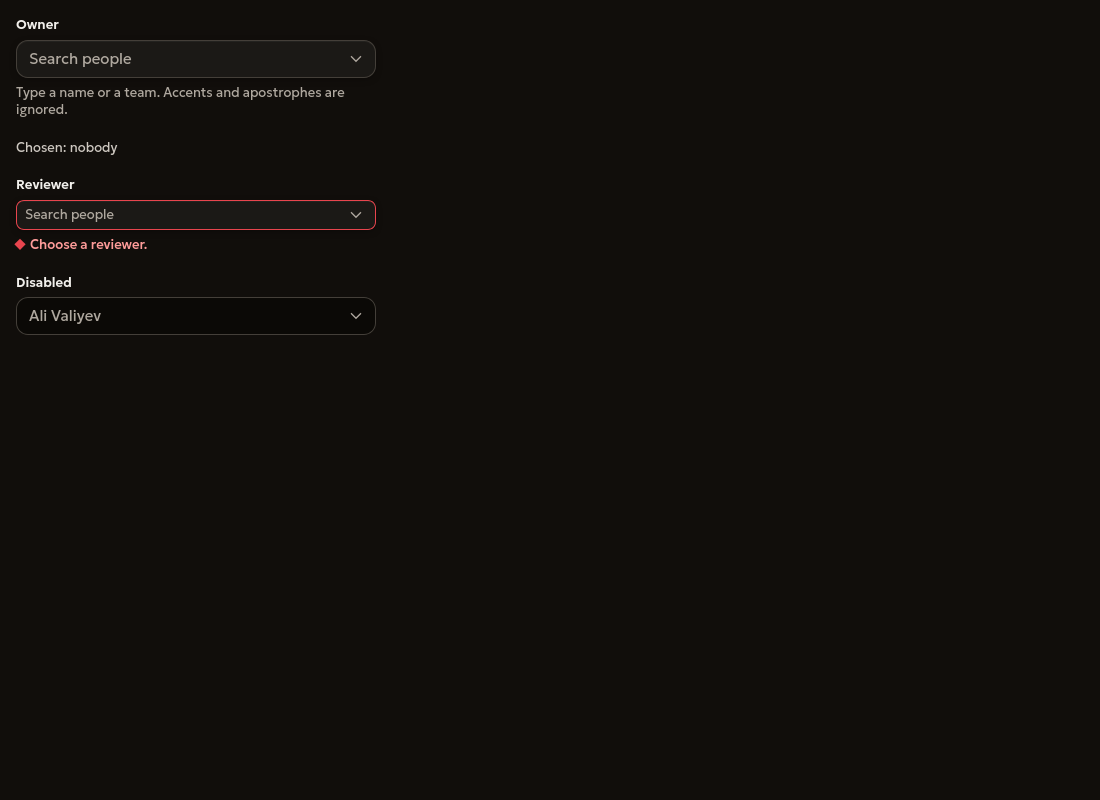 Owner
Search people
Type a name or a team. Accents and apostrophes are
ignored.
Chosen: nobody
Reviewer
Search people
Choose a reviewer.
Disabled
Ali Valiyev